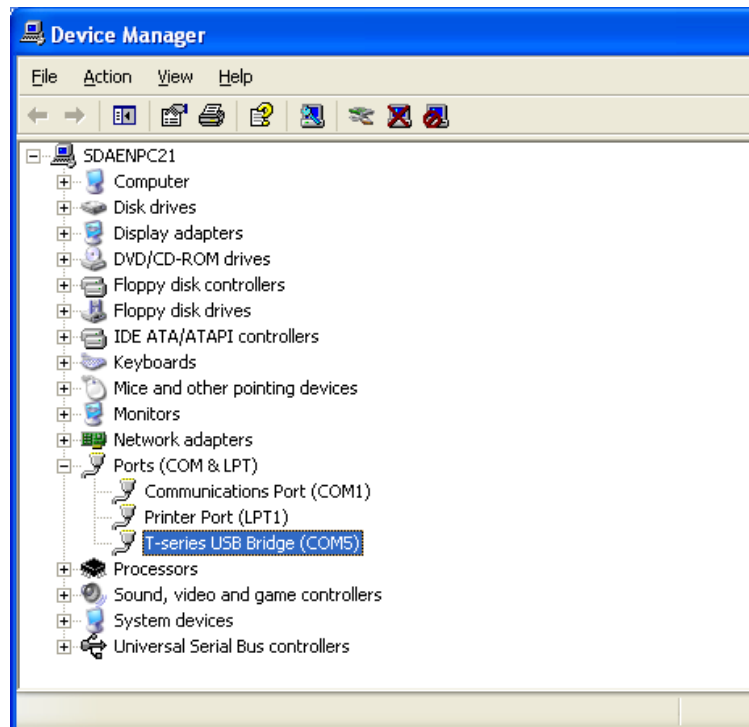 Device Manager
File Action View Help
SDAENPC21
Computer
Disk drives
Display adapters
DVD/CD-ROM drives
Floppy disk controllers
Floppy disk drives
IDE ATA/ATAPI controllers
Keyboards
Mice and other pointing devices
Monitors
Network adapters
Ports (COM & LPT)
Communications Port (COM1)
Printer Port (LPT1)
T-series USB Bridge (COM5)
Processors
Sound, video and game controllers
System devices
Universal Serial Bus controllers